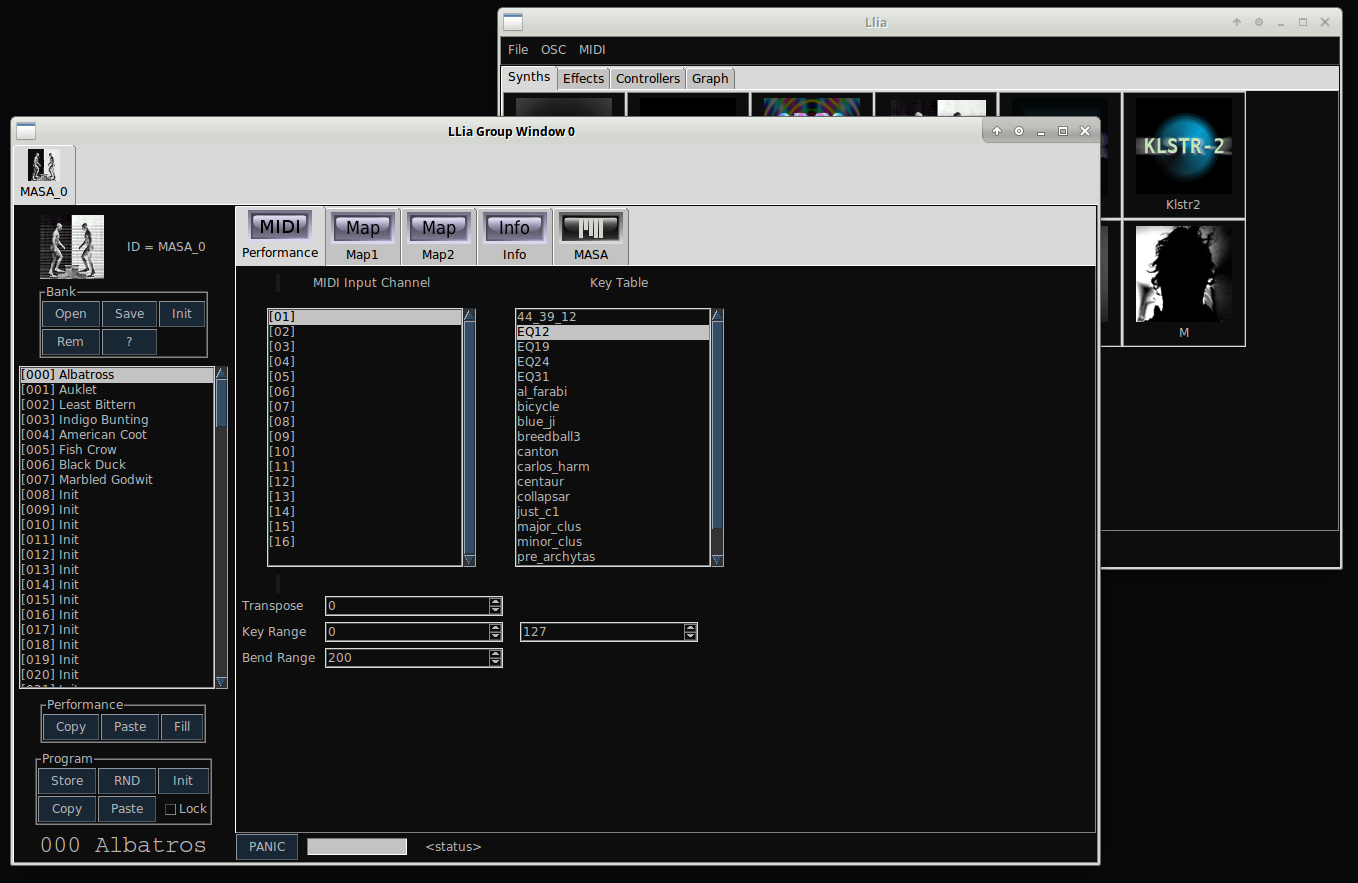 Llia
File OSC MIDI
Synths Effects Controllers Graph
KLSTR-2
Klstr2
M
LLia Group Window 0
MASA_0
ID = MASA_0
Bank
Open Save Init
Rem ?
[000] Albatross
[001] Auklet
[002] Least Bittern
[003] Indigo Bunting
[004] American Coot
[005] Fish Crow
[006] Black Duck
[007] Marbled Godwit
[008] Init
[009] Init
[010] Init
[011] Init
[012] Init
[013] Init
[014] Init
[015] Init
[016] Init
[017] Init
[018] Init
[019] Init
[020] Init
Performance
Copy Paste Fill
Program
Store RND Init
Copy Paste Lock
000 Albatros
MIDI Map Map Info
Performance Map1 Map2 Info MASA
MIDI Input Channel
[01]
[02]
[03]
[04]
[05]
[06]
[07]
[08]
[09]
[10]
[11]
[12]
[13]
[14]
[15]
[16]
Key Table
44_39_12
EQ12
EQ19
EQ24
EQ31
al_farabi
bicycle
blue_ji
breedball3
canton
carlos_harm
centaur
collapsar
just_c1
major_clus
minor_clus
pre_archytas
Transpose 0
Key Range 0 127
Bend Range 200
PANIC <status>